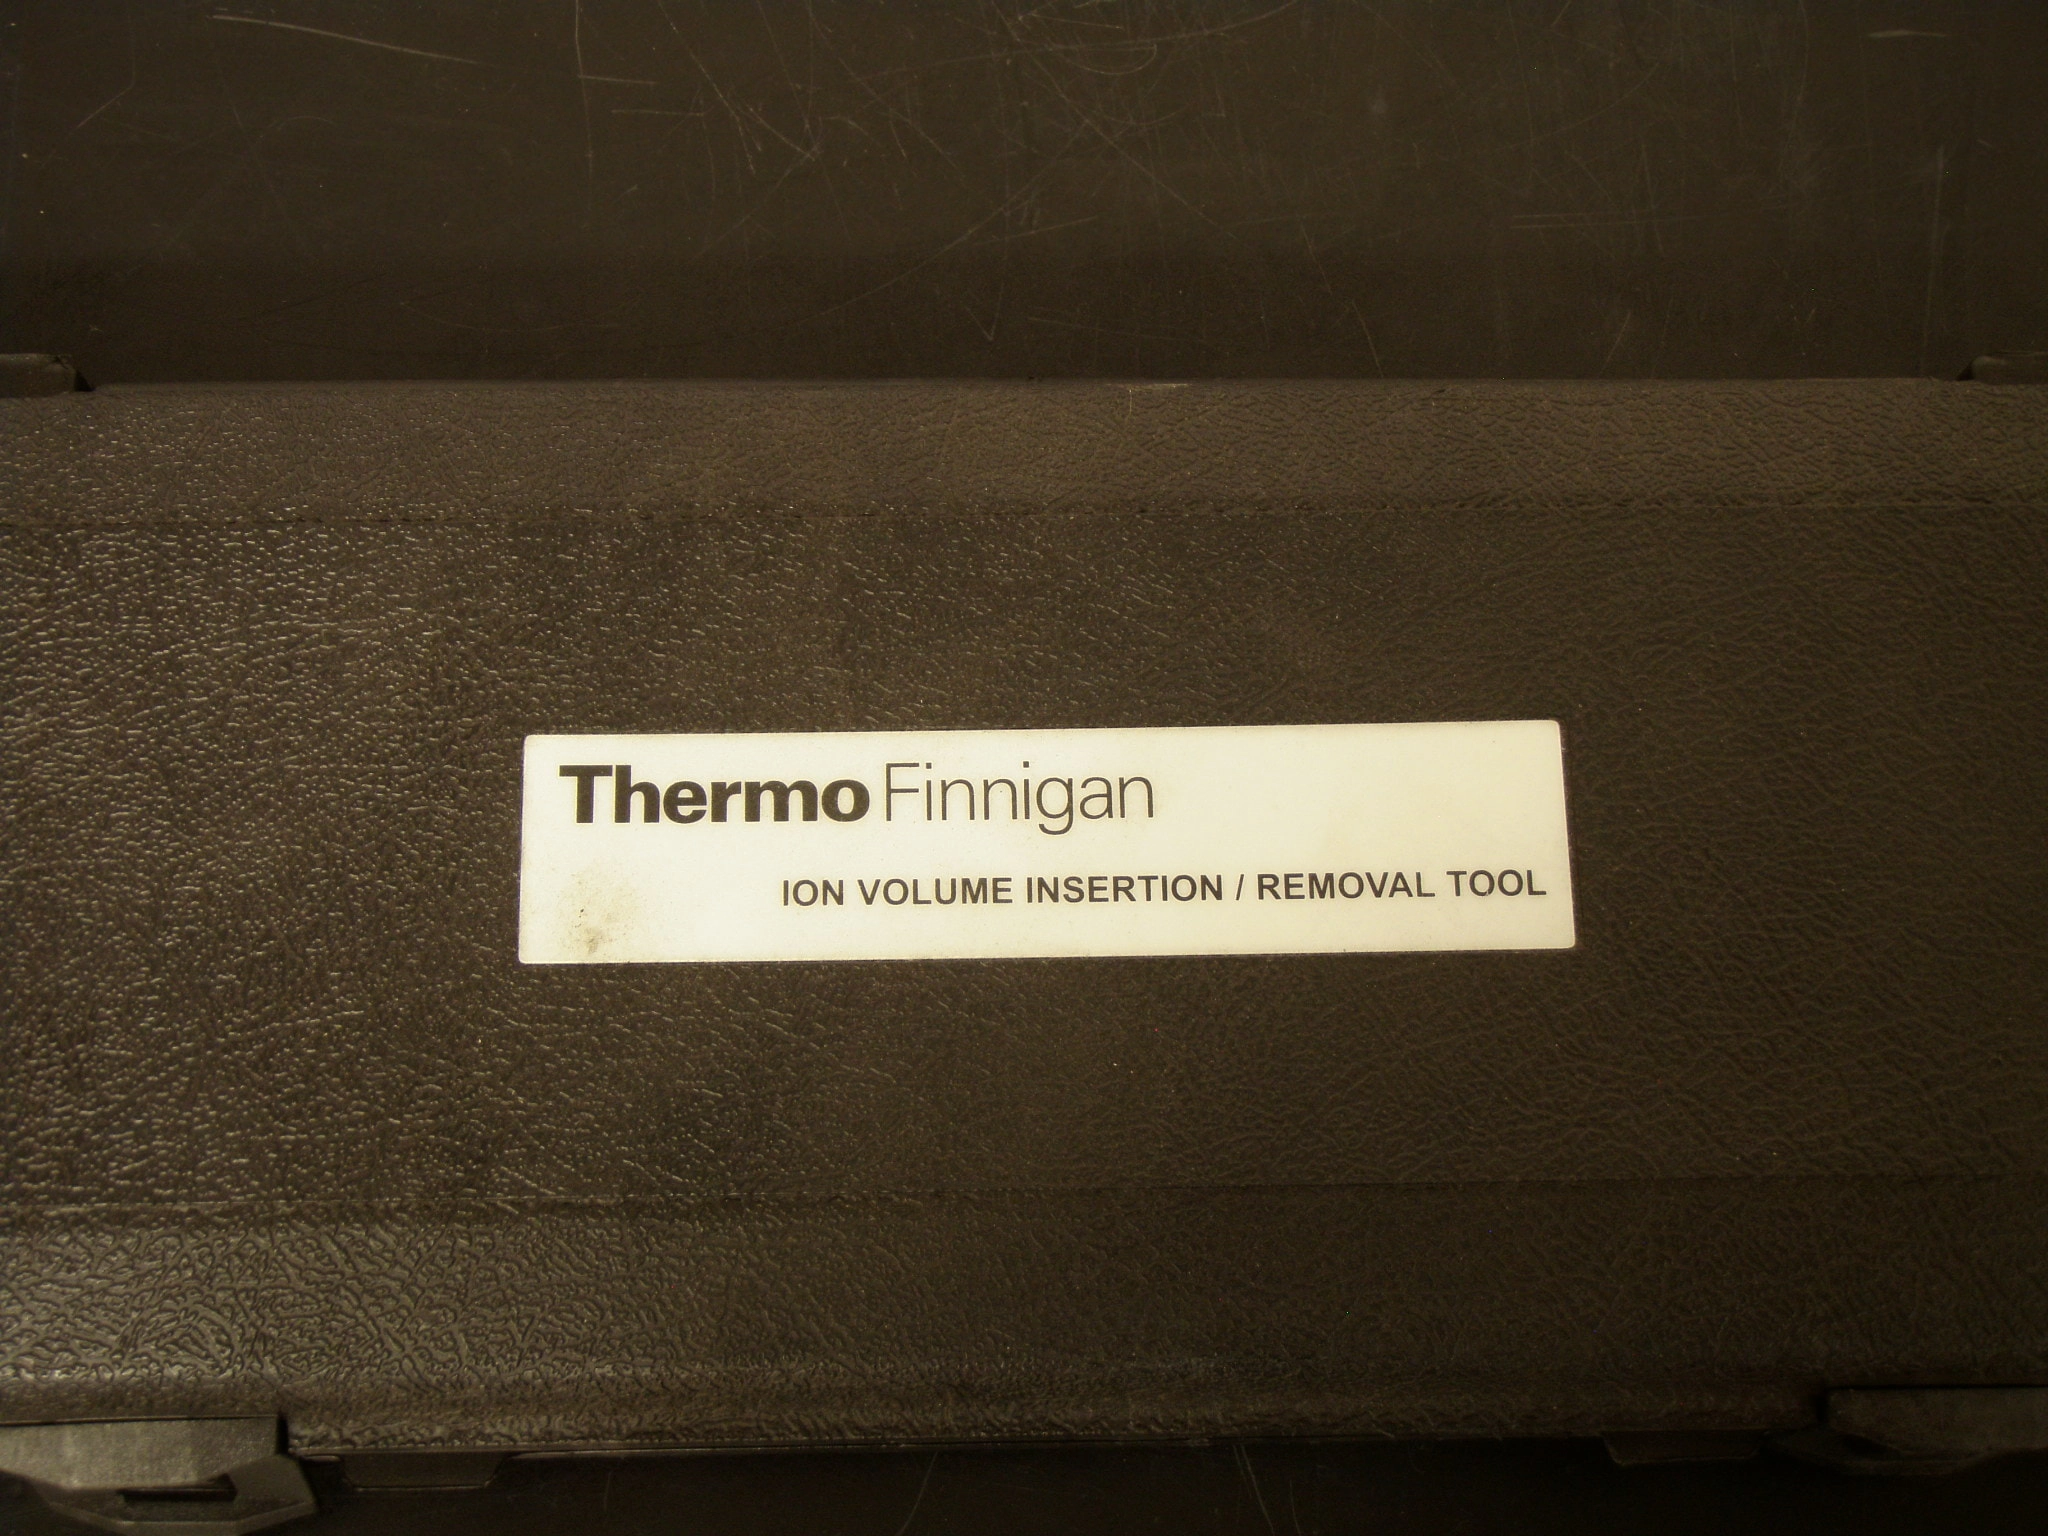 Thermo Finnigan
ION VOLUME INSERTION / REMOVAL TOOL